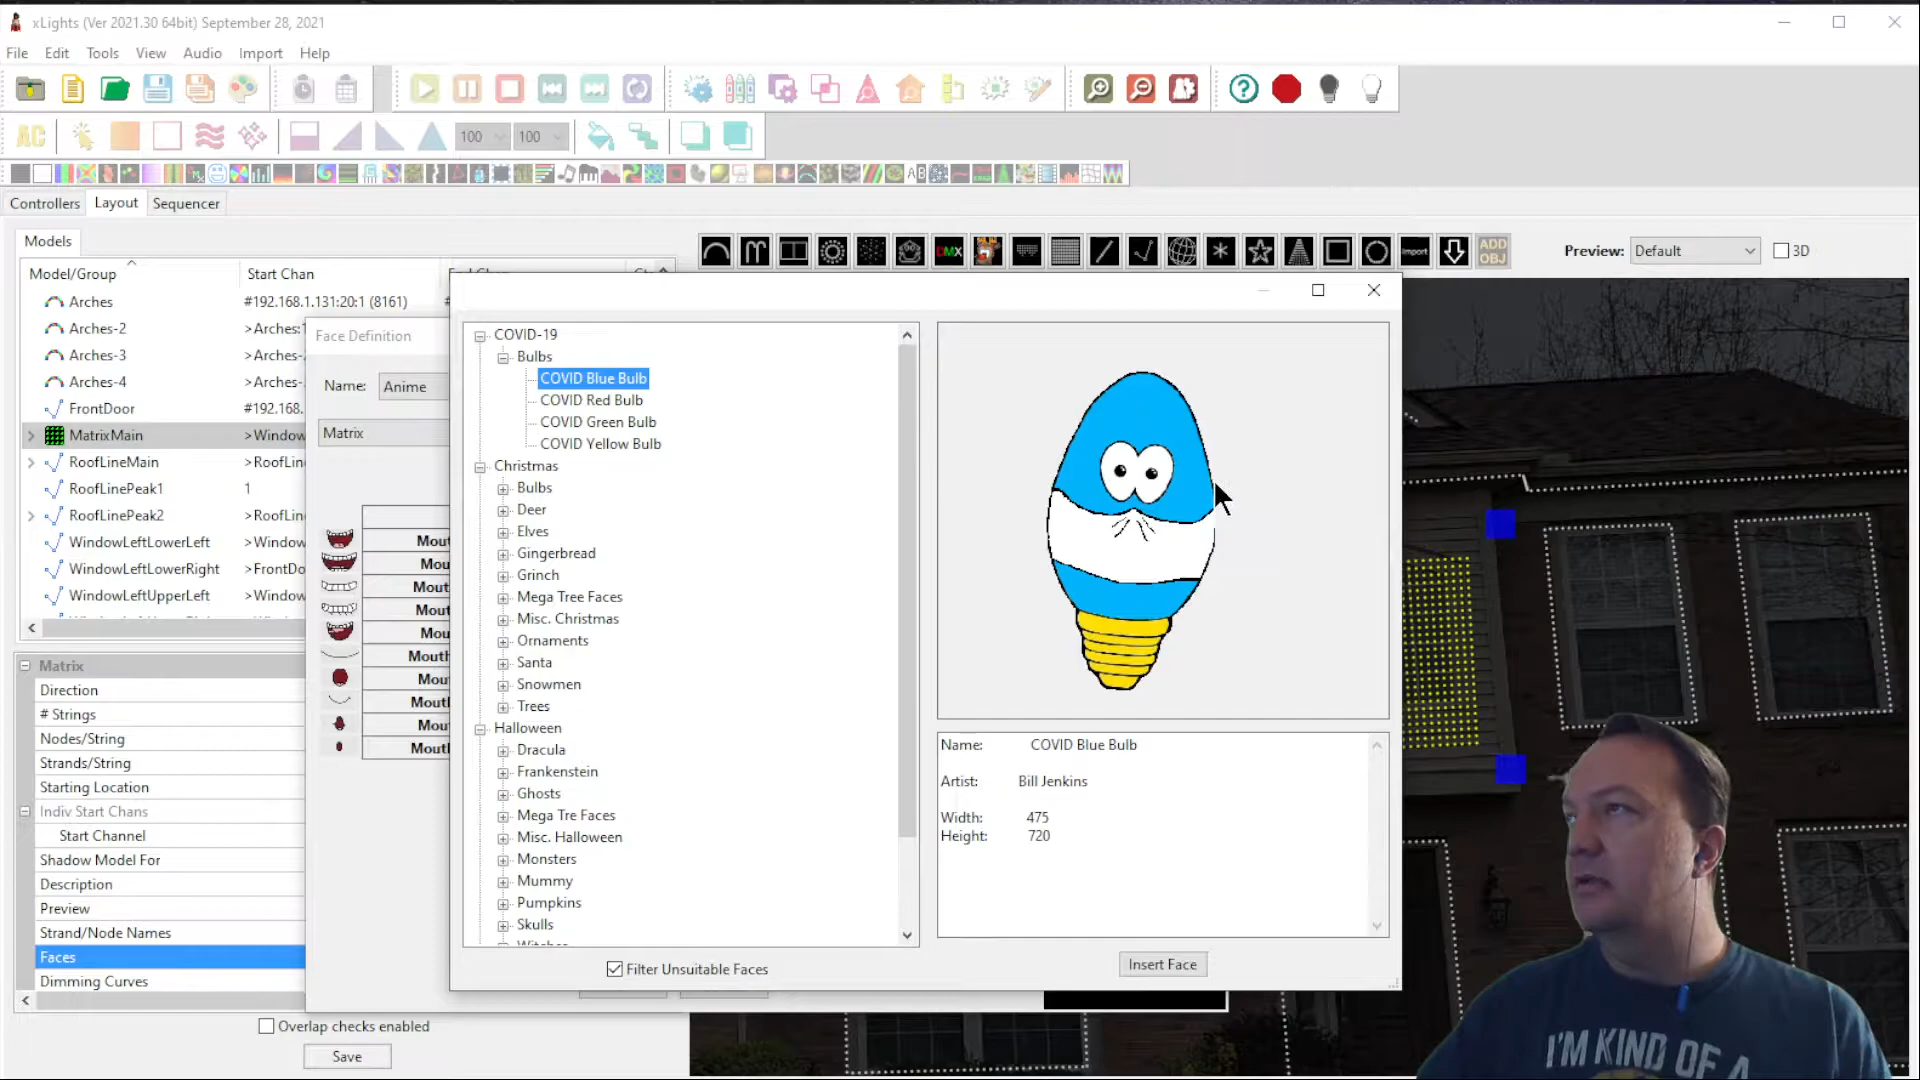 xLights (Ver 2021.30 64bit) September 28, 2021
File Edit Tools View Audio Import Help
AC 100 100
Controllers Layout Sequencer
Models
Model/Group Start Chan
DMX Import ADD OBJ
Preview: Default 3D
Arches #192.168.1.131:20:1 (8161)
Arches-2 >Arches:
Arches-3 >Arches-
Arches-4 >Arches-
FrontDoor #192.168.
MatrixMain >Window
RoofLineMain >RoofLin
RoofLinePeak1 1
RoofLinePeak2 >RoofLin
WindowLeftLowerLeft >Window
WindowLeftLowerRight >FrontDo
WindowLeftUpperLeft >Window
Matrix
Direction
# Strings
Nodes/String
Strands/String
Starting Location
Indiv Start Chans
Start Channel
Shadow Model For
Description
Preview
Strand/Node Names
Faces
Dimming Curves
Overlap checks enabled
Save
Face Definition
Name: Anime
Matrix
Mout
Mou
Mout
Mout
Mou
Mouth
Mou
Moutl
Mou
Moutl
COVID-19
Bulbs
COVID Blue Bulb
COVID Red Bulb
COVID Green Bulb
COVID Yellow Bulb
Christmas
Bulbs
Deer
Elves
Gingerbread
Grinch
Mega Tree Faces
Misc. Christmas
Ornaments
Santa
Snowmen
Trees
Halloween
Dracula
Frankenstein
Ghosts
Mega Tre Faces
Misc. Halloween
Monsters
Mummy
Pumpkins
Skulls
Filter Unsuitable Faces
Name: COVID Blue Bulb
Artist: Bill Jenkins
Width: 475
Height: 720
Insert Face
I'M KIND OF A